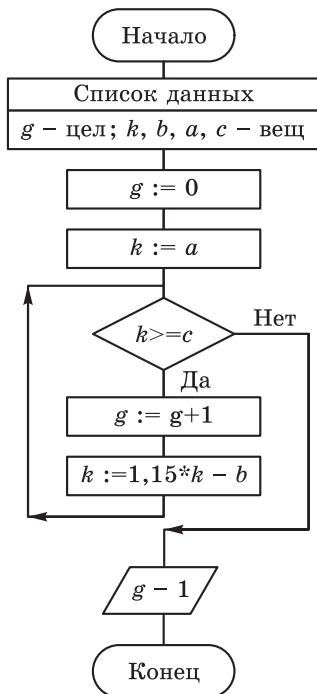 Начало
Список данных
g – цел; k, b, a, c – вещ
g := 0
k := a
k>=c
Нет
Да
g := g+1
k :=1,15*k – b
g – 1
Конец